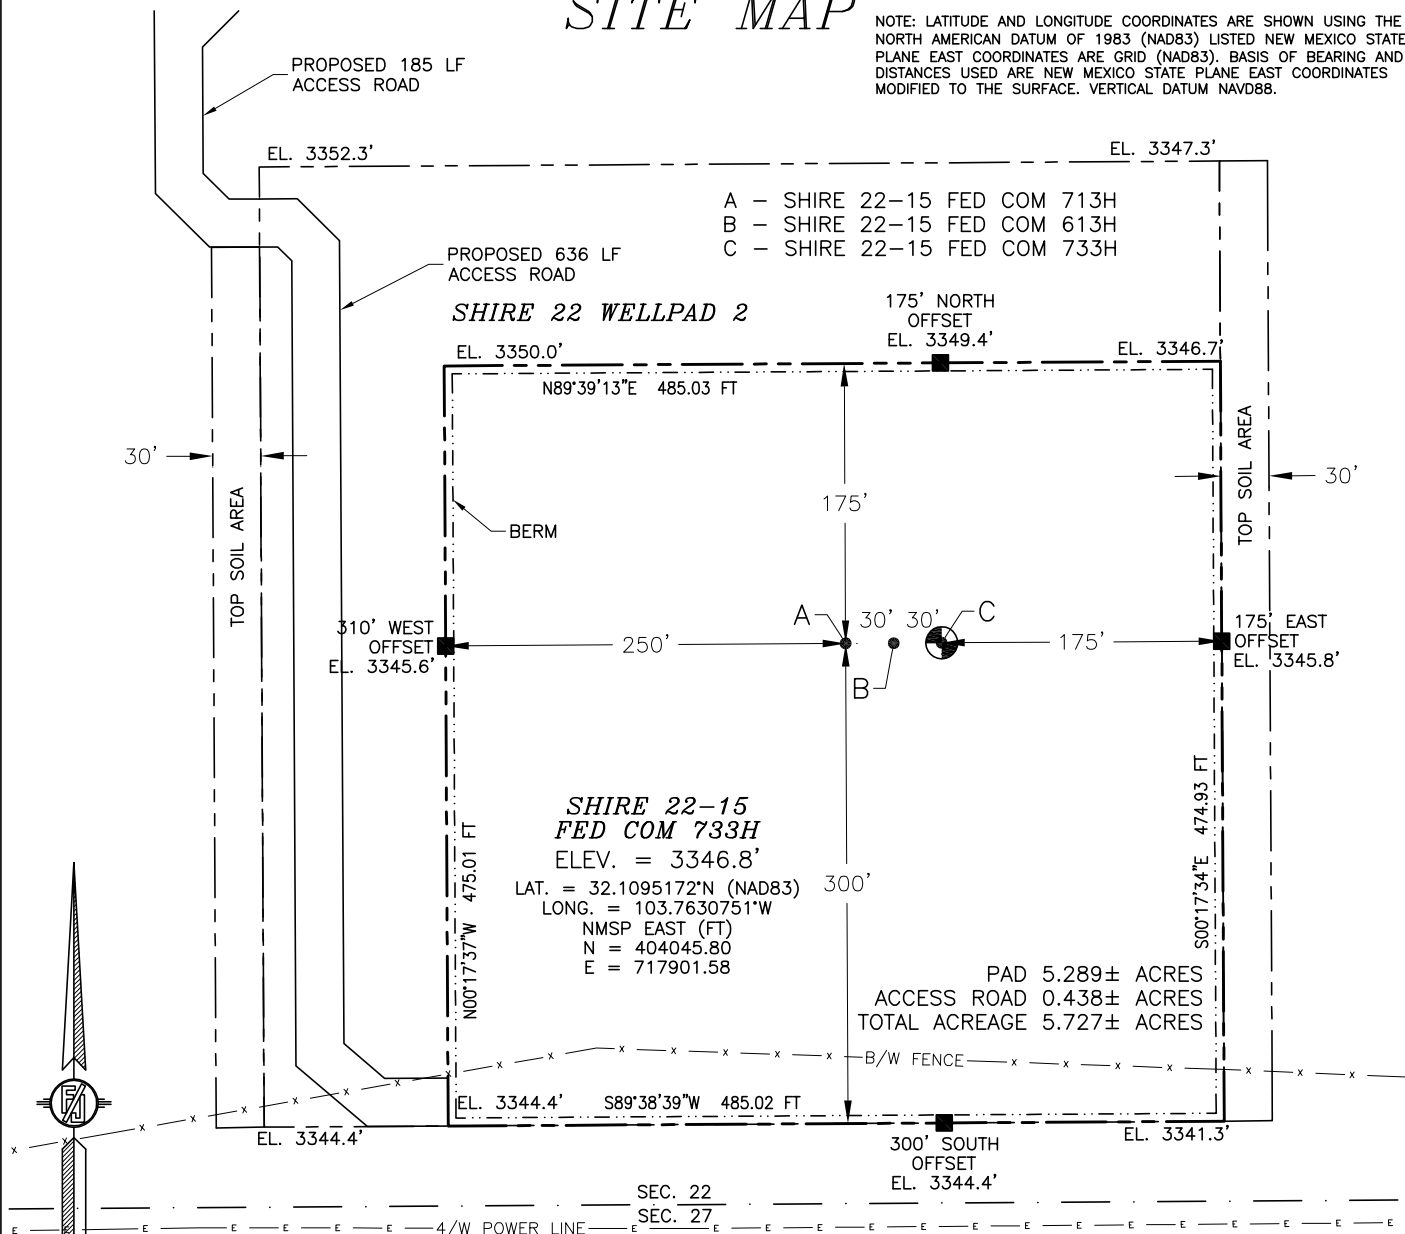 SITE MAP
NOTE: LATITUDE AND LONGITUDE COORDINATES ARE SHOWN USING THE
NORTH AMERICAN DATUM OF 1983 (NAD83) LISTED NEW MEXICO STATE
PLANE EAST COORDINATES ARE GRID (NAD83). BASIS OF BEARING AND
DISTANCES USED ARE NEW MEXICO STATE PLANE EAST COORDINATES
MODIFIED TO THE SURFACE. VERTICAL DATUM NAVD88.
PROPOSED 185 LF
ACCESS ROAD
EL. 3352.3'
EL. 3347.3'
A – SHIRE 22–15 FED COM 713H
B – SHIRE 22–15 FED COM 613H
C – SHIRE 22–15 FED COM 733H
PROPOSED 636 LF
ACCESS ROAD
SHIRE 22 WELLPAD 2
175' NORTH
OFFSET
EL. 3349.4'
EL. 3350.0'
EL. 3346.7'
N89°39'13"E 485.03 FT
30'
TOP SOIL AREA
BERM
175'
TOP SOIL AREA
30'
310' WEST
OFFSET
EL. 3345.6'
250'
A
30' 30'
B
C
175'
175' EAST
OFFSET
EL. 3345.8'
SHIRE 22–15
FED COM 733H
ELEV. = 3346.8'
LAT. = 32.1095172°N (NAD83)
LONG. = 103.7630751°W
NMSP EAST (FT)
N = 404045.80
E = 717901.58
300'
N00°17'37"W 475.01 FT
S00°17'34"E 474.93 FT
PAD 5.289± ACRES
ACCESS ROAD 0.438± ACRES
TOTAL ACREAGE 5.727± ACRES
x x x x x x x x x x B/W FENCE x x x x x x x
EL. 3344.4'
S89°38'39"W 485.02 FT
EL. 3344.4'
EL. 3341.3'
300' SOUTH
OFFSET
EL. 3344.4'
SEC. 22
SEC. 27
E E E E E E E E 4/W POWER LINE E E E E E E E E E E E